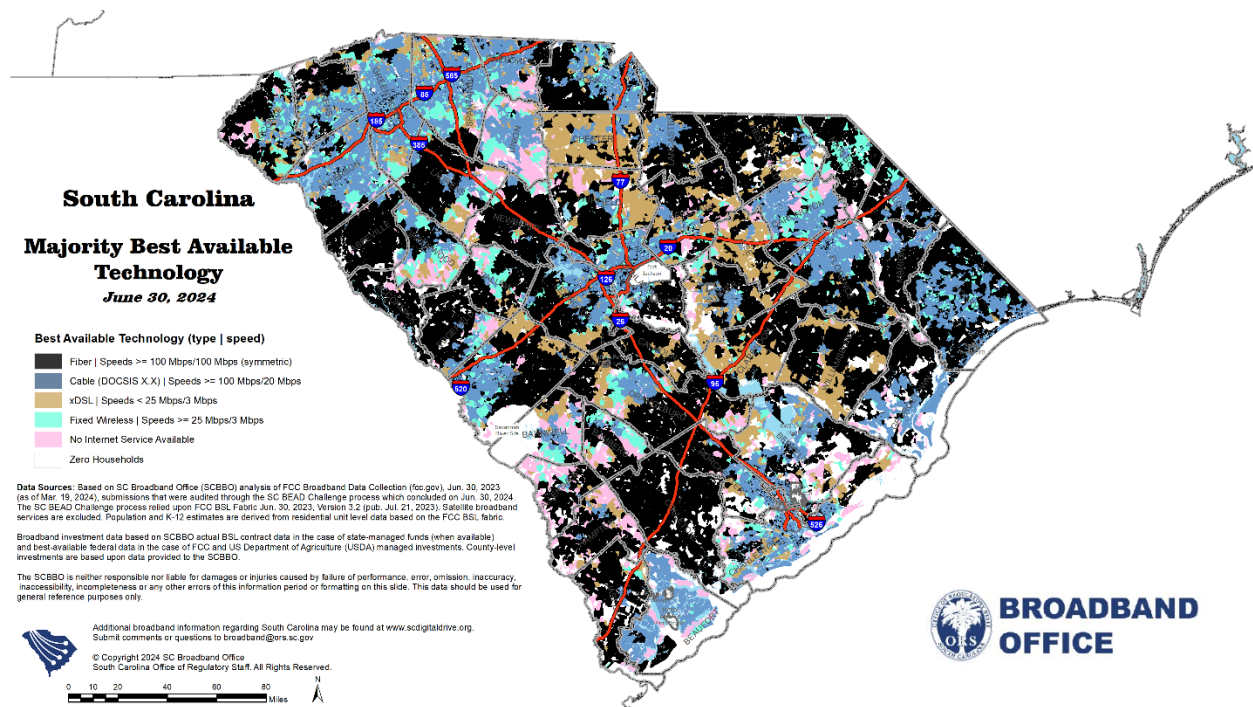 South Carolina
Majority Best Available
Technology
June 30, 2024
Best Available Technology (type | speed)
Fiber | Speeds >= 100 Mbps/100 Mbps (symmetric)
Cable (DOCSIS X.X) | Speeds >= 100 Mbps/20 Mbps
xDSL | Speeds < 25 Mbps/3 Mbps
Fixed Wireless | Speeds >= 25 Mbps/3 Mbps
No Internet Service Available
Zero Households
Data Sources: Based on SC Broadband Office (SCBBO) analysis of FCC Broadband Data Collection (fcc.gov), Jun. 30, 2023
(as of Mar. 19, 2024), submissions that were audited through the SC BEAD Challenge process which concluded on Jun. 30, 2024.
The SC BEAD Challenge process relied upon FCC BSL Fabric Jun. 30, 2023, Version 3.2 (pub. Jul. 21, 2023). Satellite broadband
services are excluded. Population and K-12 estimates are derived from residential unit level data based on the FCC BSL fabric.
Broadband investment data based on SCBBO actual BSL contract data in the case of state-managed funds (when available)
and best-available federal data in the case of FCC and US Department of Agriculture (USDA) managed investments. County-level
investments are based upon data provided to the SCBBO.
The SCBBO is neither responsible nor liable for damages or injuries caused by failure of performance, error, omission, inaccuracy,
inaccessibility, incompleteness or any other errors of this information period or formatting on this slide. This data should be used for
general reference purposes only.
Additional broadband information regarding South Carolina may be found at www.scdigitaldrive.org.
Submit comments or questions to broadband@ors.sc.gov
© Copyright 2024 SC Broadband Office
South Carolina Office of Regulatory Staff. All Rights Reserved.
0 5 10 20 40 60 80
Miles
N
585
85
185
385
77
CHESTER
NEWBERRY
20
Fort
Jackson
126
26
95
520
Savannah
River Site
526
BEAUFORT
ORS
BROADBAND
OFFICE